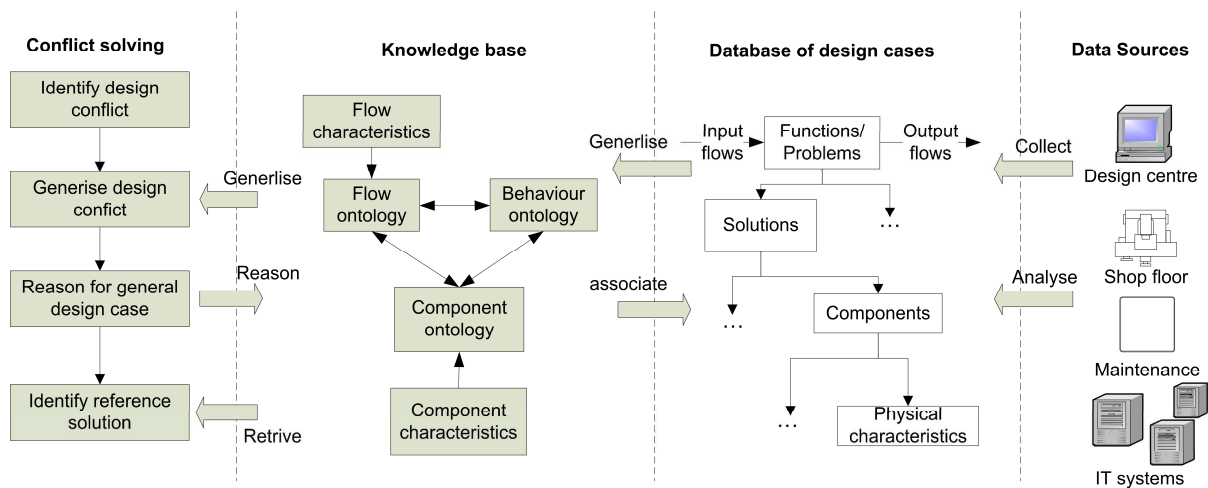 Conflict solving
Identify design
conflict
Generise design
confict
Reason for general
design case
Identify reference
solution
Generlise
Reason
Retrive
Knowledge base
Flow
characteristics
Flow
ontology
Behaviour
ontology
Component
ontology
Component
characteristics
Generlise
associate
Database of design cases
Input
flows
Functions/
Problems
Output
flows
Solutions
...
...
Components
...
Physical
characteristics
Collect
Analyse
Data Sources
Design centre
Shop floor
Maintenance
IT systems